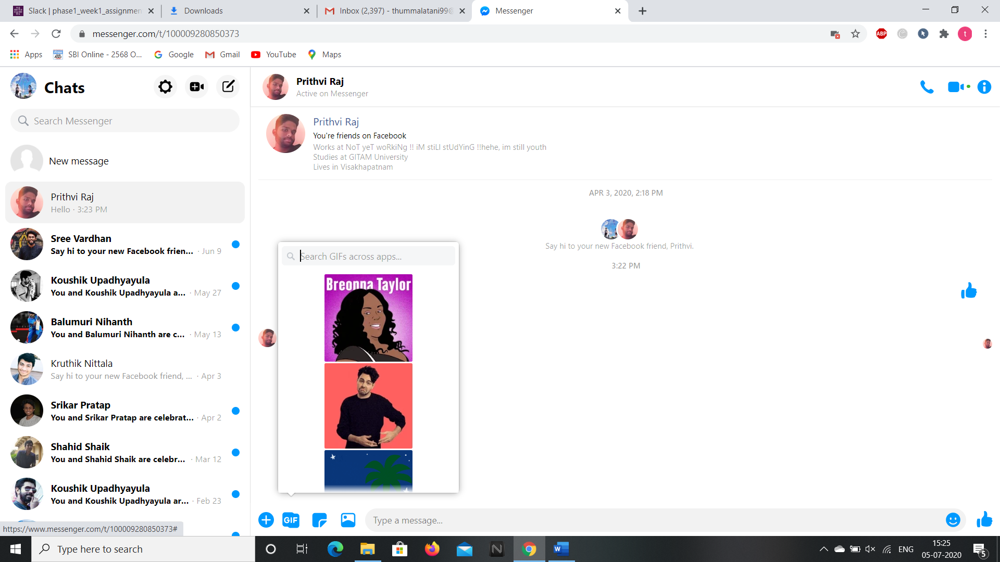 Slack | phase1_week1_assignmen
Downloads
Inbox (2,397) - thummalatani99@
Messenger
messenger.com/t/100009280850373
ABP
t
Apps
SBI Online - 2568 O...
Google
Gmail
YouTube
Maps
Chats
Search Messenger
New message
Prithvi Raj
Hello · 3:23 PM
Sree Vardhan
Say hi to your new Facebook frien... · Jun 9
Koushik Upadhyayula
You and Koushik Upadhyayula a... · May 27
Balumuri Nihanth
You and Balumuri Nihanth are c... · May 13
Kruthik Nittala
Say hi to your new Facebook friend, ... · Apr 3
Srikar Pratap
You and Srikar Pratap are celebrat... · Apr 2
Shahid Shaik
You and Shahid Shaik are celebr... · Mar 12
Koushik Upadhyayula
You and Koushik Upadhyayula ar... · Feb 23
https://www.messenger.com/t/100009280850373#
Prithvi Raj
Active on Messenger
Prithvi Raj
You're friends on Facebook
Works at NoT yeT woRkiNg !! iM stiLl stUdYinG !!hehe, im still youth
Studies at GITAM University
Lives in Visakhapatnam
APR 3, 2020, 2:18 PM
Say hi to your new Facebook friend, Prithvi.
3:22 PM
Search GIFs across apps...
Breonna Taylor
GIF
Type a message...
Type here to search
N
W
ENG
15:25
05-07-2020
5